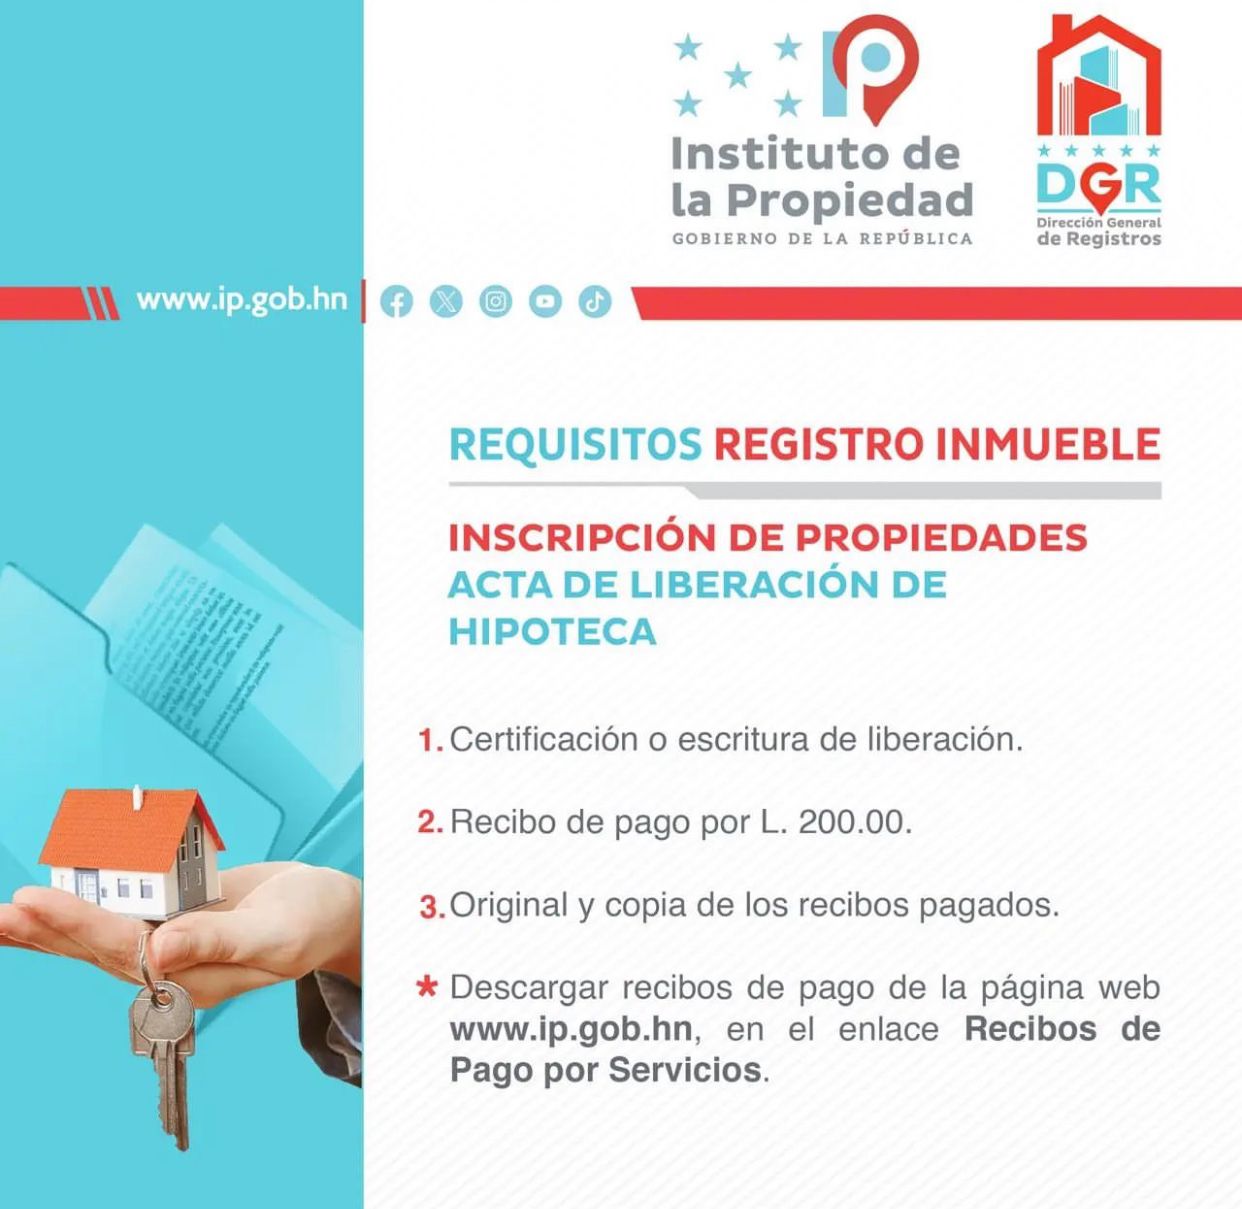 Instituto de
la Propiedad
GOBIERNO DE LA REPÚBLICA
DGR
Dirección General
de Registros
www.ip.gob.hn
REQUISITOS REGISTRO INMUEBLE
INSCRIPCIÓN DE PROPIEDADES
ACTA DE LIBERACIÓN DE
HIPOTECA
1. Certificación o escritura de liberación.
2. Recibo de pago por L. 200.00.
3. Original y copia de los recibos pagados.
* Descargar recibos de pago de la página web
www.ip.gob.hn, en el enlace Recibos de
Pago por Servicios.